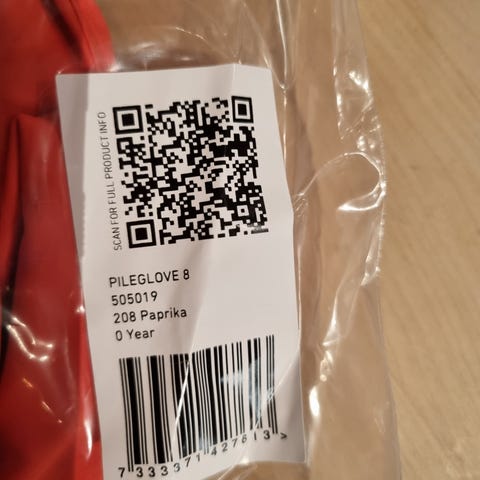 SCAN FOR FULL PRODUCT INFO
PILEGLOVE 8
505019
208 Paprika
0 Year
7 333371 427613 >